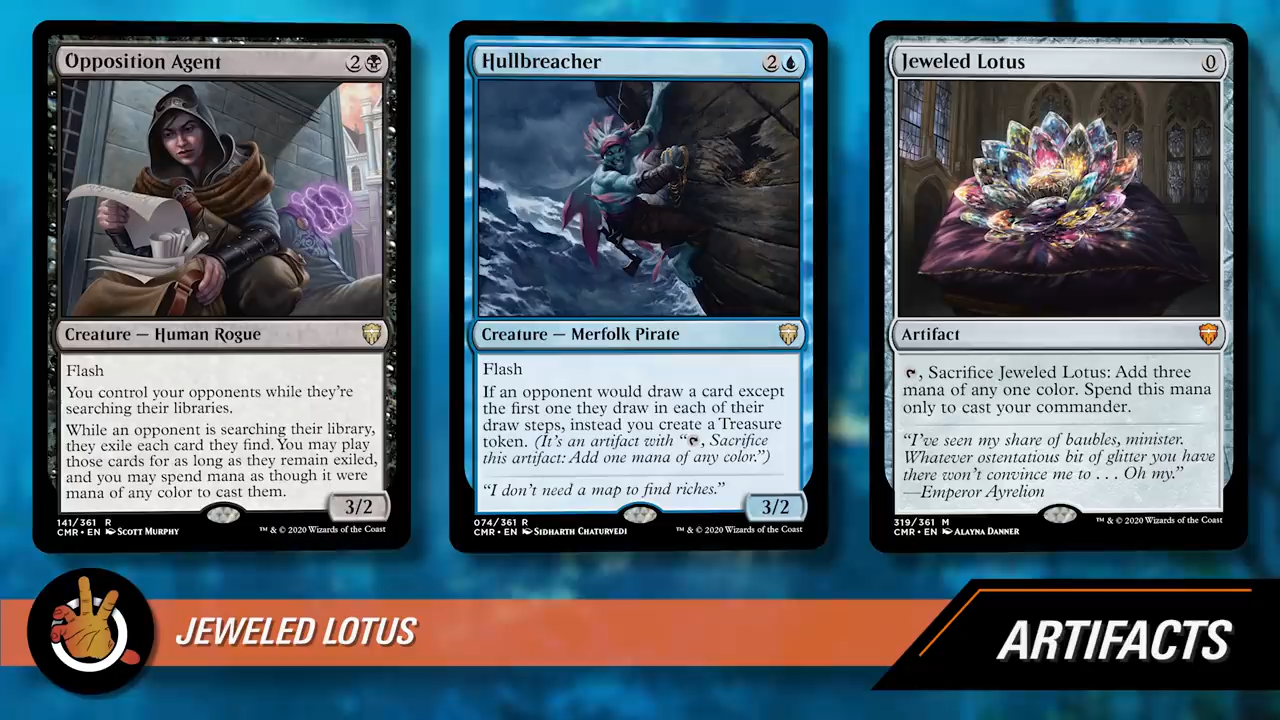 Opposition Agent 2
Creature — Human Rogue
Flash
You control your opponents while they're
searching their libraries.
While an opponent is searching their library,
they exile each card they find. You may play
those cards for as long as they remain exiled,
and you may spend mana as though it were
mana of any color to cast them.
3/2
141/361 R
CMR • EN Scott Murphy
™ & © 2020 Wizards of the Coast
Hullbreacher 2
Creature — Merfolk Pirate
Flash
If an opponent would draw a card except
the first one they draw in each of their
draw steps, instead you create a Treasure
token. (It's an artifact with “, Sacrifice
this artifact: Add one mana of any color.”)
“I don't need a map to find riches.”
3/2
074/361 R
CMR • EN Sidharth Chaturvedi
™ & © 2020 Wizards of the Coast
Jeweled Lotus 0
Artifact
, Sacrifice Jeweled Lotus: Add three
mana of any one color. Spend this mana
only to cast your commander.
“I've seen my share of baubles, minister.
Whatever ostentatious bit of glitter you have
there won't convince me to . . . Oh my.”
—Emperor Ayrelion
319/361 M
CMR • EN Alayna Danner
™ & © 2020 Wizards of the Coast
JEWELED LOTUS
ARTIFACTS